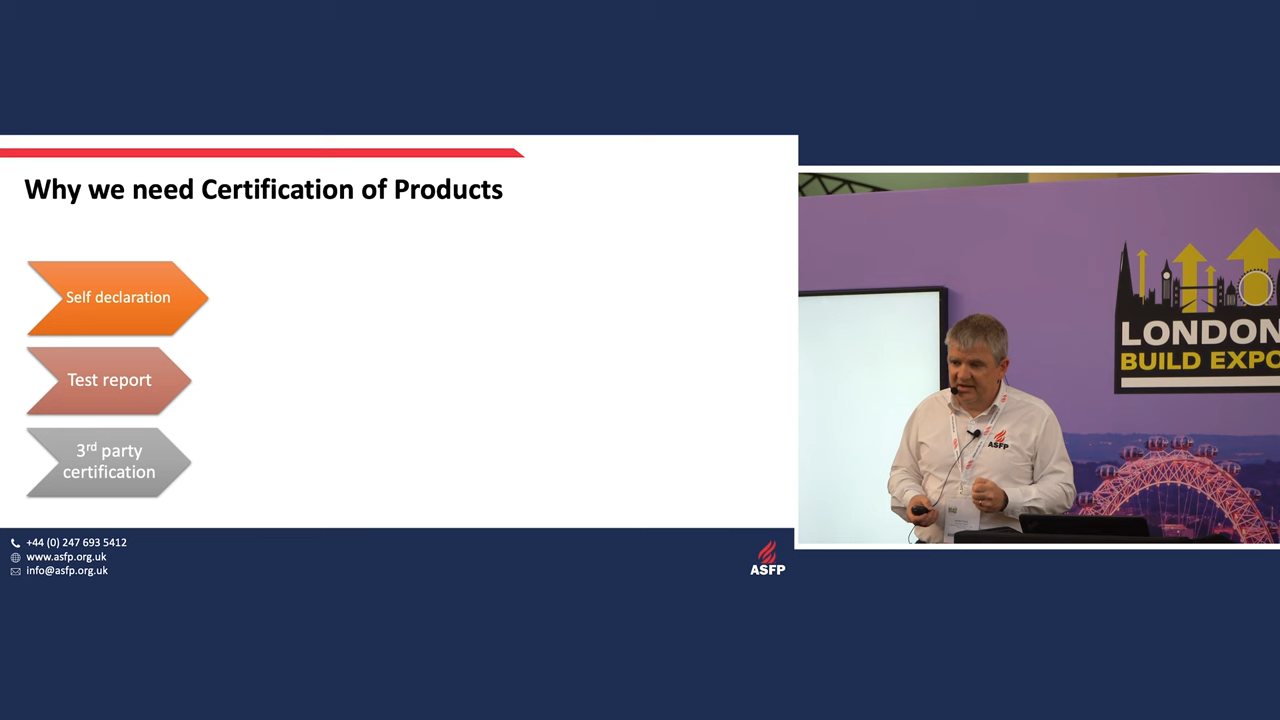 Why we need Certification of Products
Self declaration
Test report
3rd party
certification
+44 (0) 247 693 5412
www.asfp.org.uk
info@asfp.org.uk
ASFP
LONDON
BUILD EXPO
ASFP